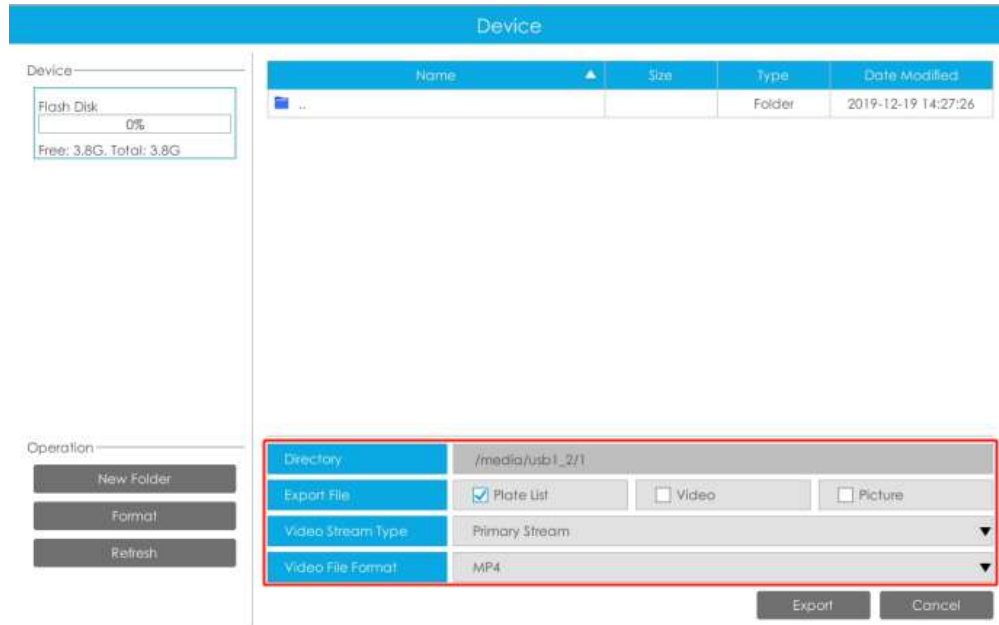 Device
Device
Flash Disk
0%
Free: 3.8G. Total: 3.8G
Operation
New Folder
Format
Refresh
Name Size Type Date Modified
.. Folder 2019-12-19 14:27:26
Directory /media/usb1_2/1
Export File Plate List Video Picture
Video Stream Type Primary Stream
Video File Format MP4
Export Cancel